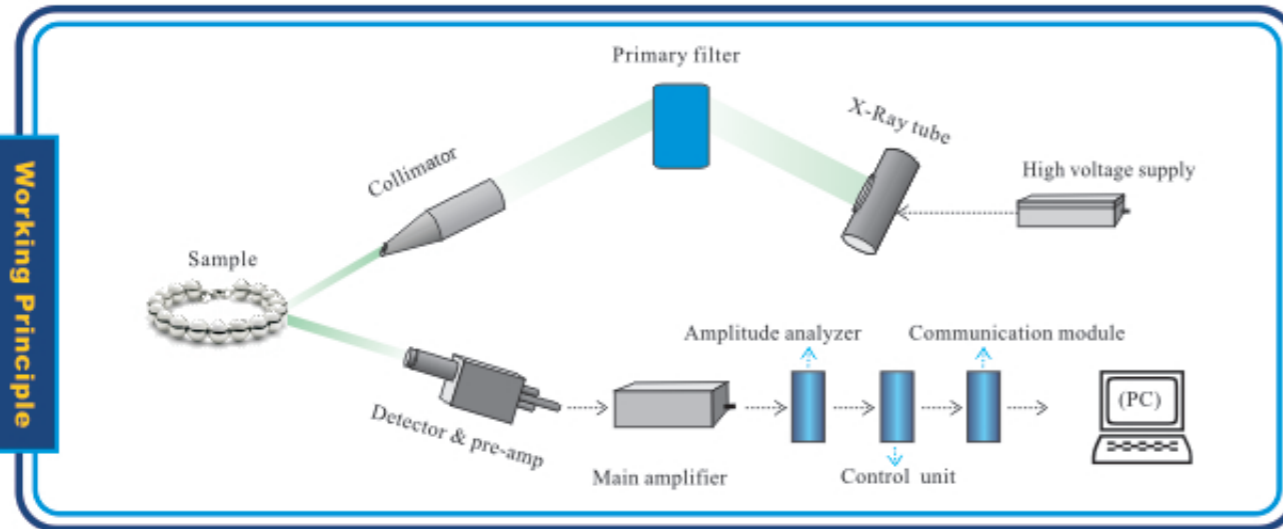 Working Principle
Primary filter
X-Ray tube
Collimator
High voltage supply
Sample
Amplitude analyzer
Communication module
(PC)
Detector & pre-amp
Main amplifier
Control unit